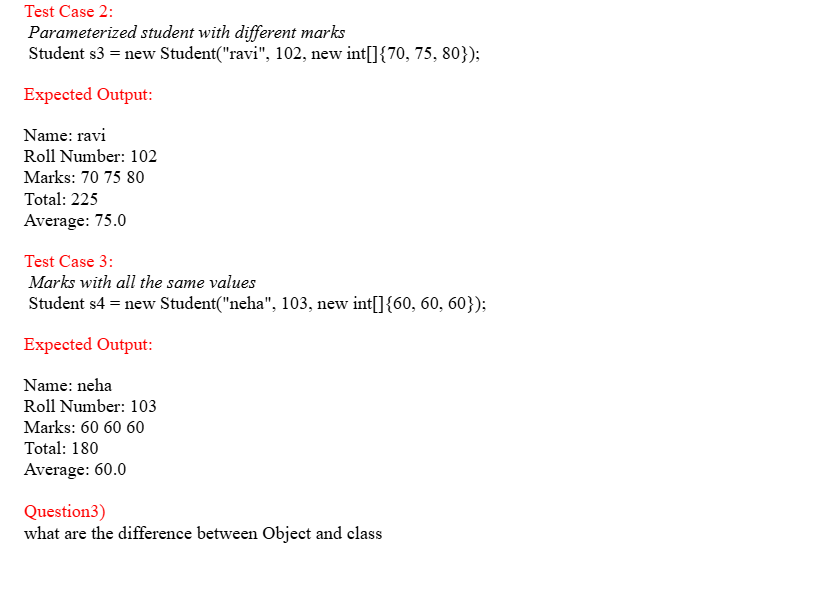 Test Case 2:
Parameterized student with different marks
Student s3 = new Student("ravi", 102, new int[]{70, 75, 80});
Expected Output:
Name: ravi
Roll Number: 102
Marks: 70 75 80
Total: 225
Average: 75.0
Test Case 3:
Marks with all the same values
Student s4 = new Student("neha", 103, new int[]{60, 60, 60});
Expected Output:
Name: neha
Roll Number: 103
Marks: 60 60 60
Total: 180
Average: 60.0
Question3)
what are the difference between Object and class